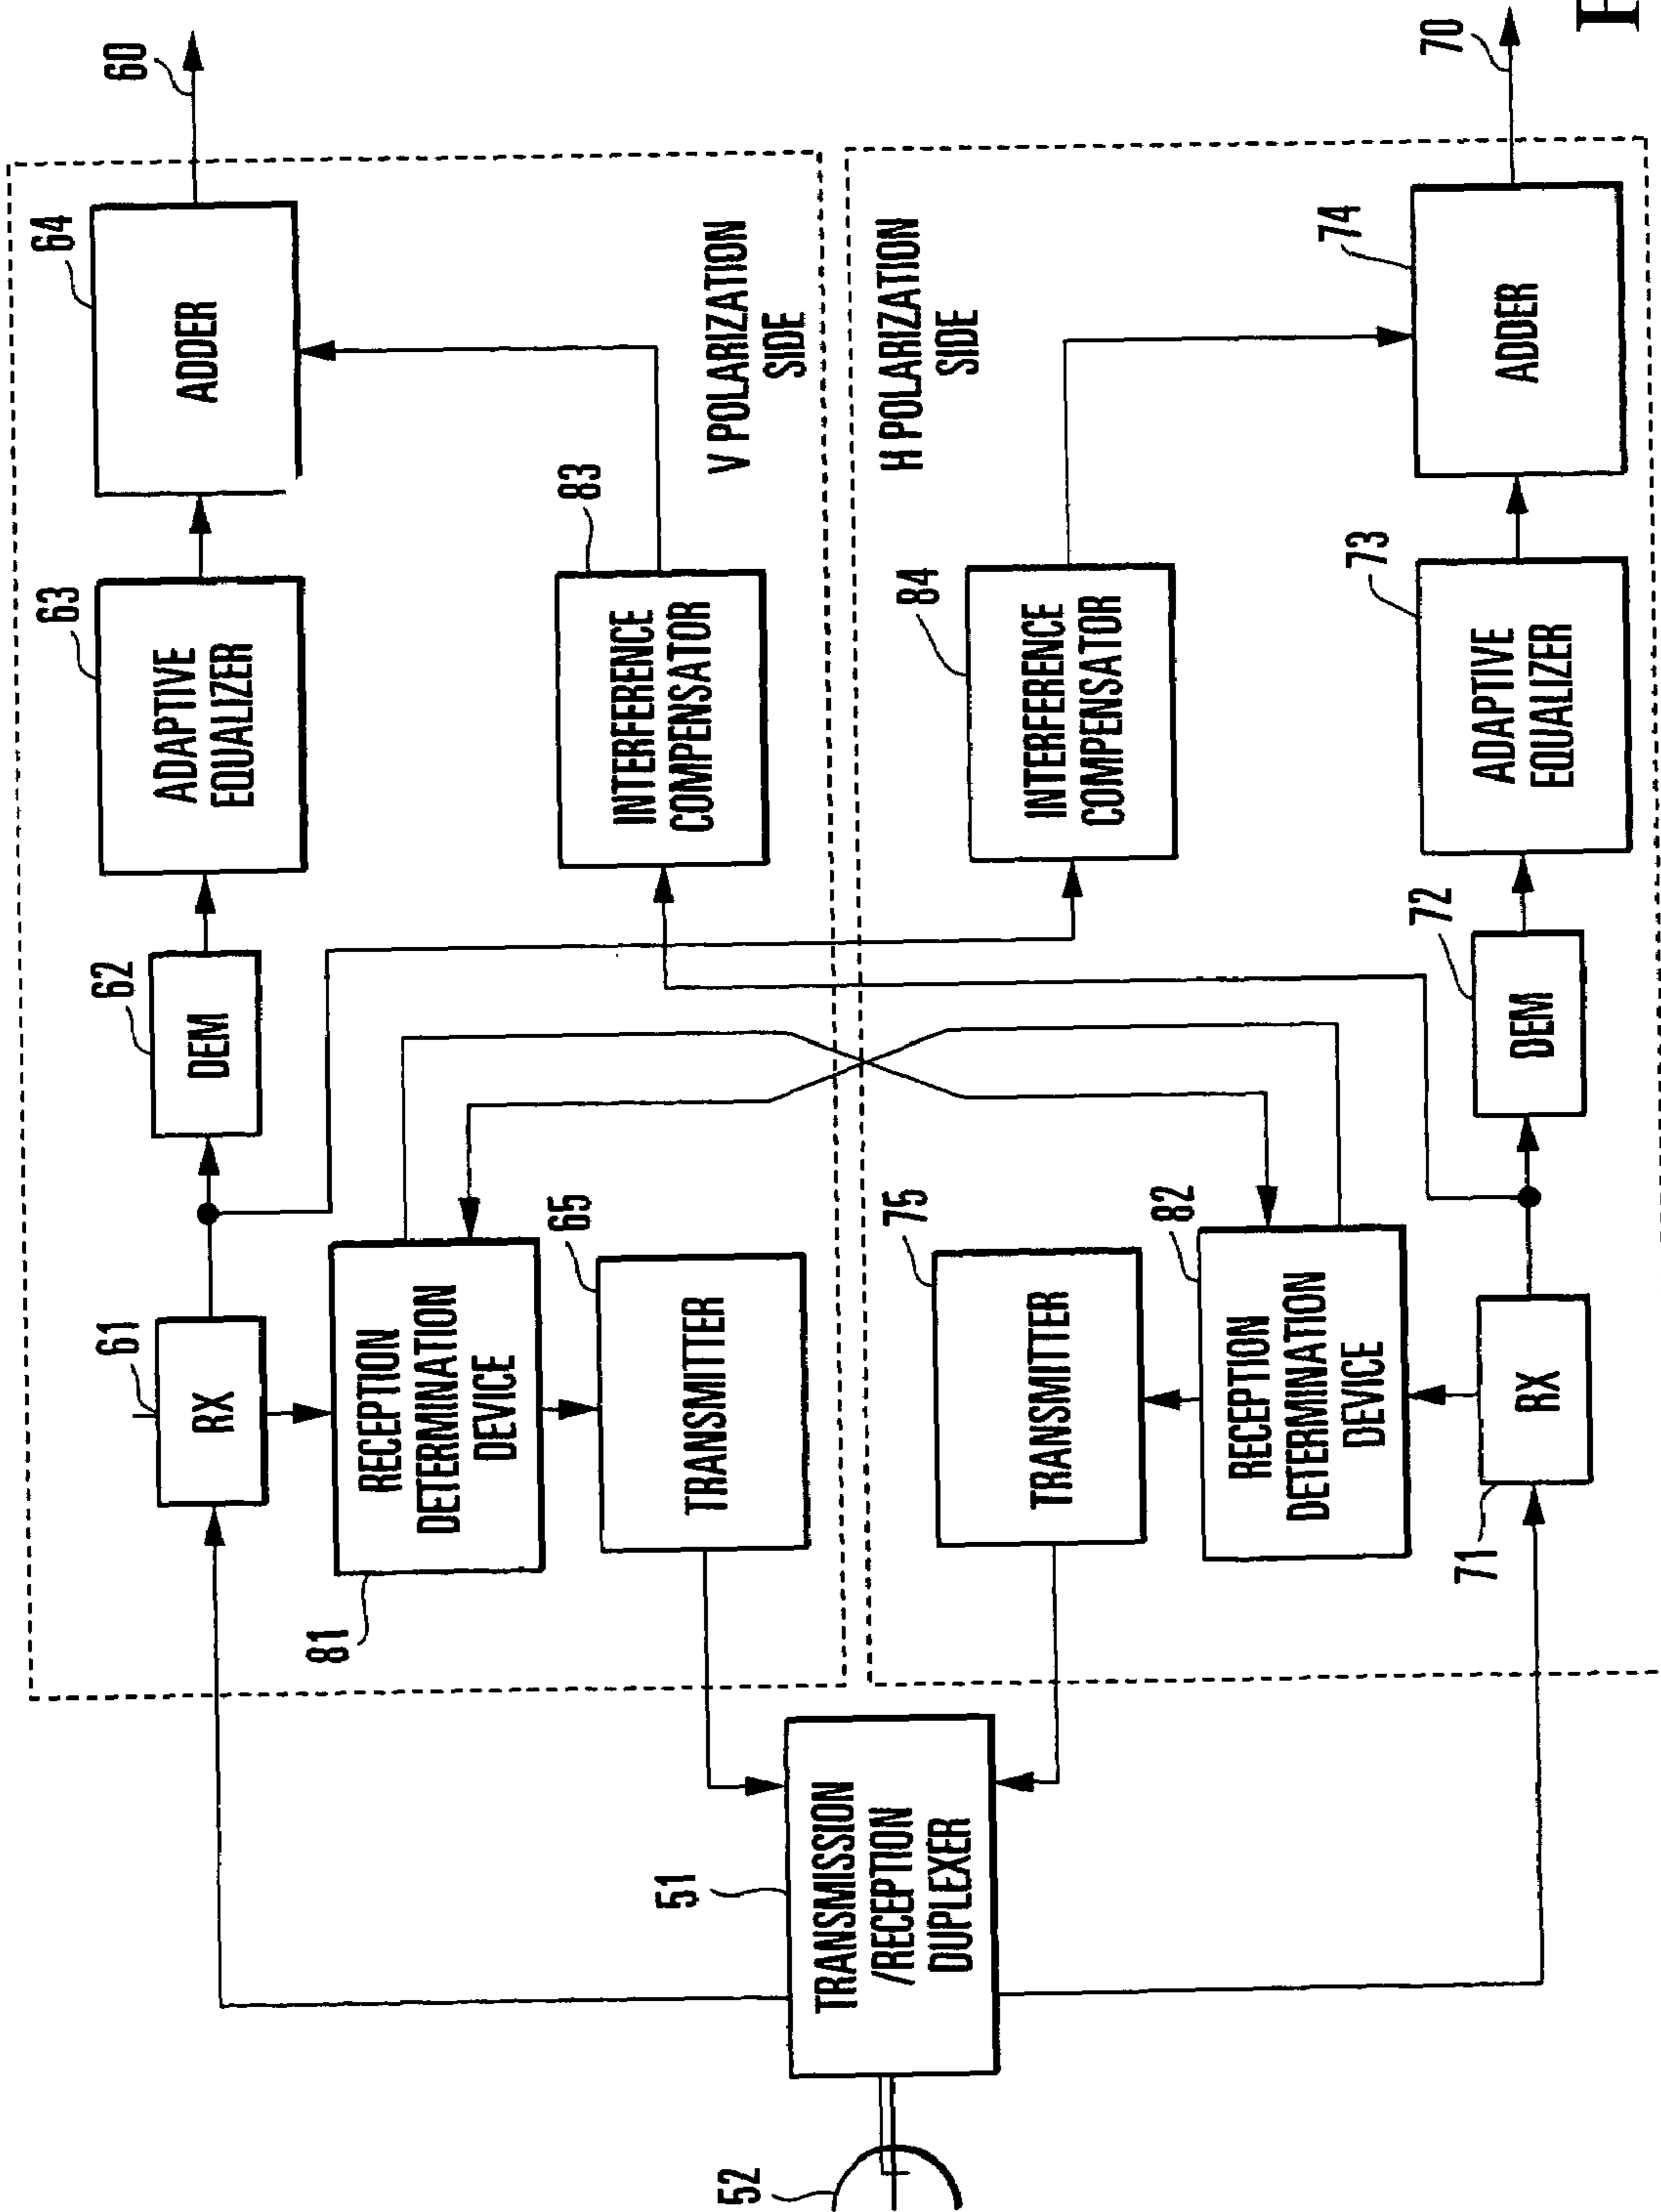 60
64
ADDER
63
ADAPTIVE
EQUALIZER
62
DEM
61
RX
83
INTERFERENCE
COMPENSATOR
V POLARIZATION
SIDE
81
RECEPTION
DETERMINATION
DEVICE
65
TRANSMITTER
51
TRANSMISSION
/RECEPTION
DUPLEXER
52
H POLARIZATION
SIDE
84
INTERFERENCE
COMPENSATOR
75
TRANSMITTER
82
RECEPTION
DETERMINATION
DEVICE
71
RX
72
DEM
73
ADAPTIVE
EQUALIZER
74
ADDER
70